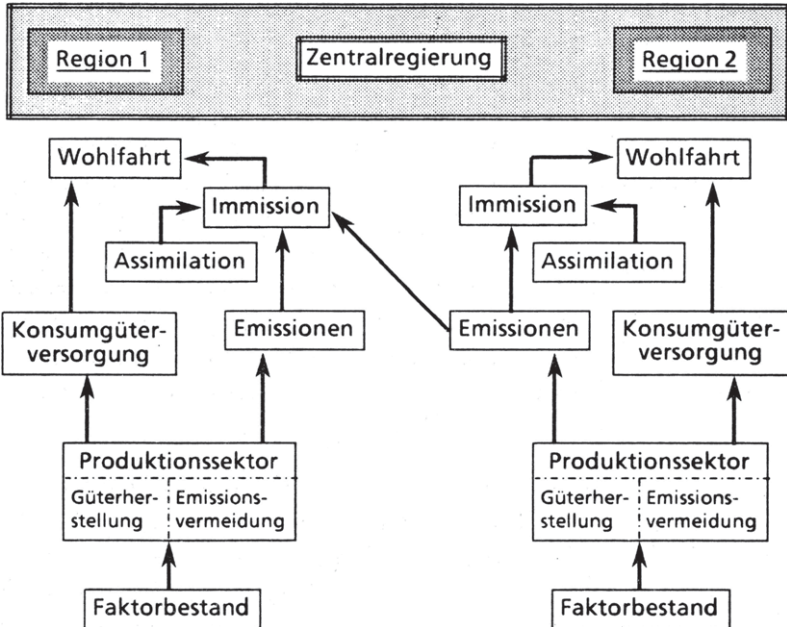 Region 1
Zentralregierung
Region 2
Wohlfahrt
Wohlfahrt
Immission
Immission
Assimilation
Assimilation
Konsumgüter-
versorgung
Emissionen
Emissionen
Konsumgüter-
versorgung
Produktionssektor
Güterher-
stellung
Emissions-
vermeidung
Produktionssektor
Güterher-
stellung
Emissions-
vermeidung
Faktorbestand
Faktorbestand